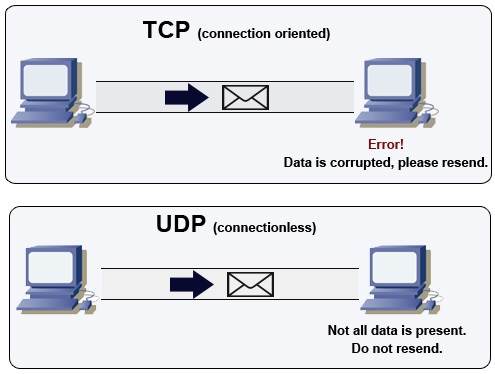 TCP (connection oriented)
Error!
Data is corrupted, please resend.
UDP (connectionless)
Not all data is present.
Do not resend.